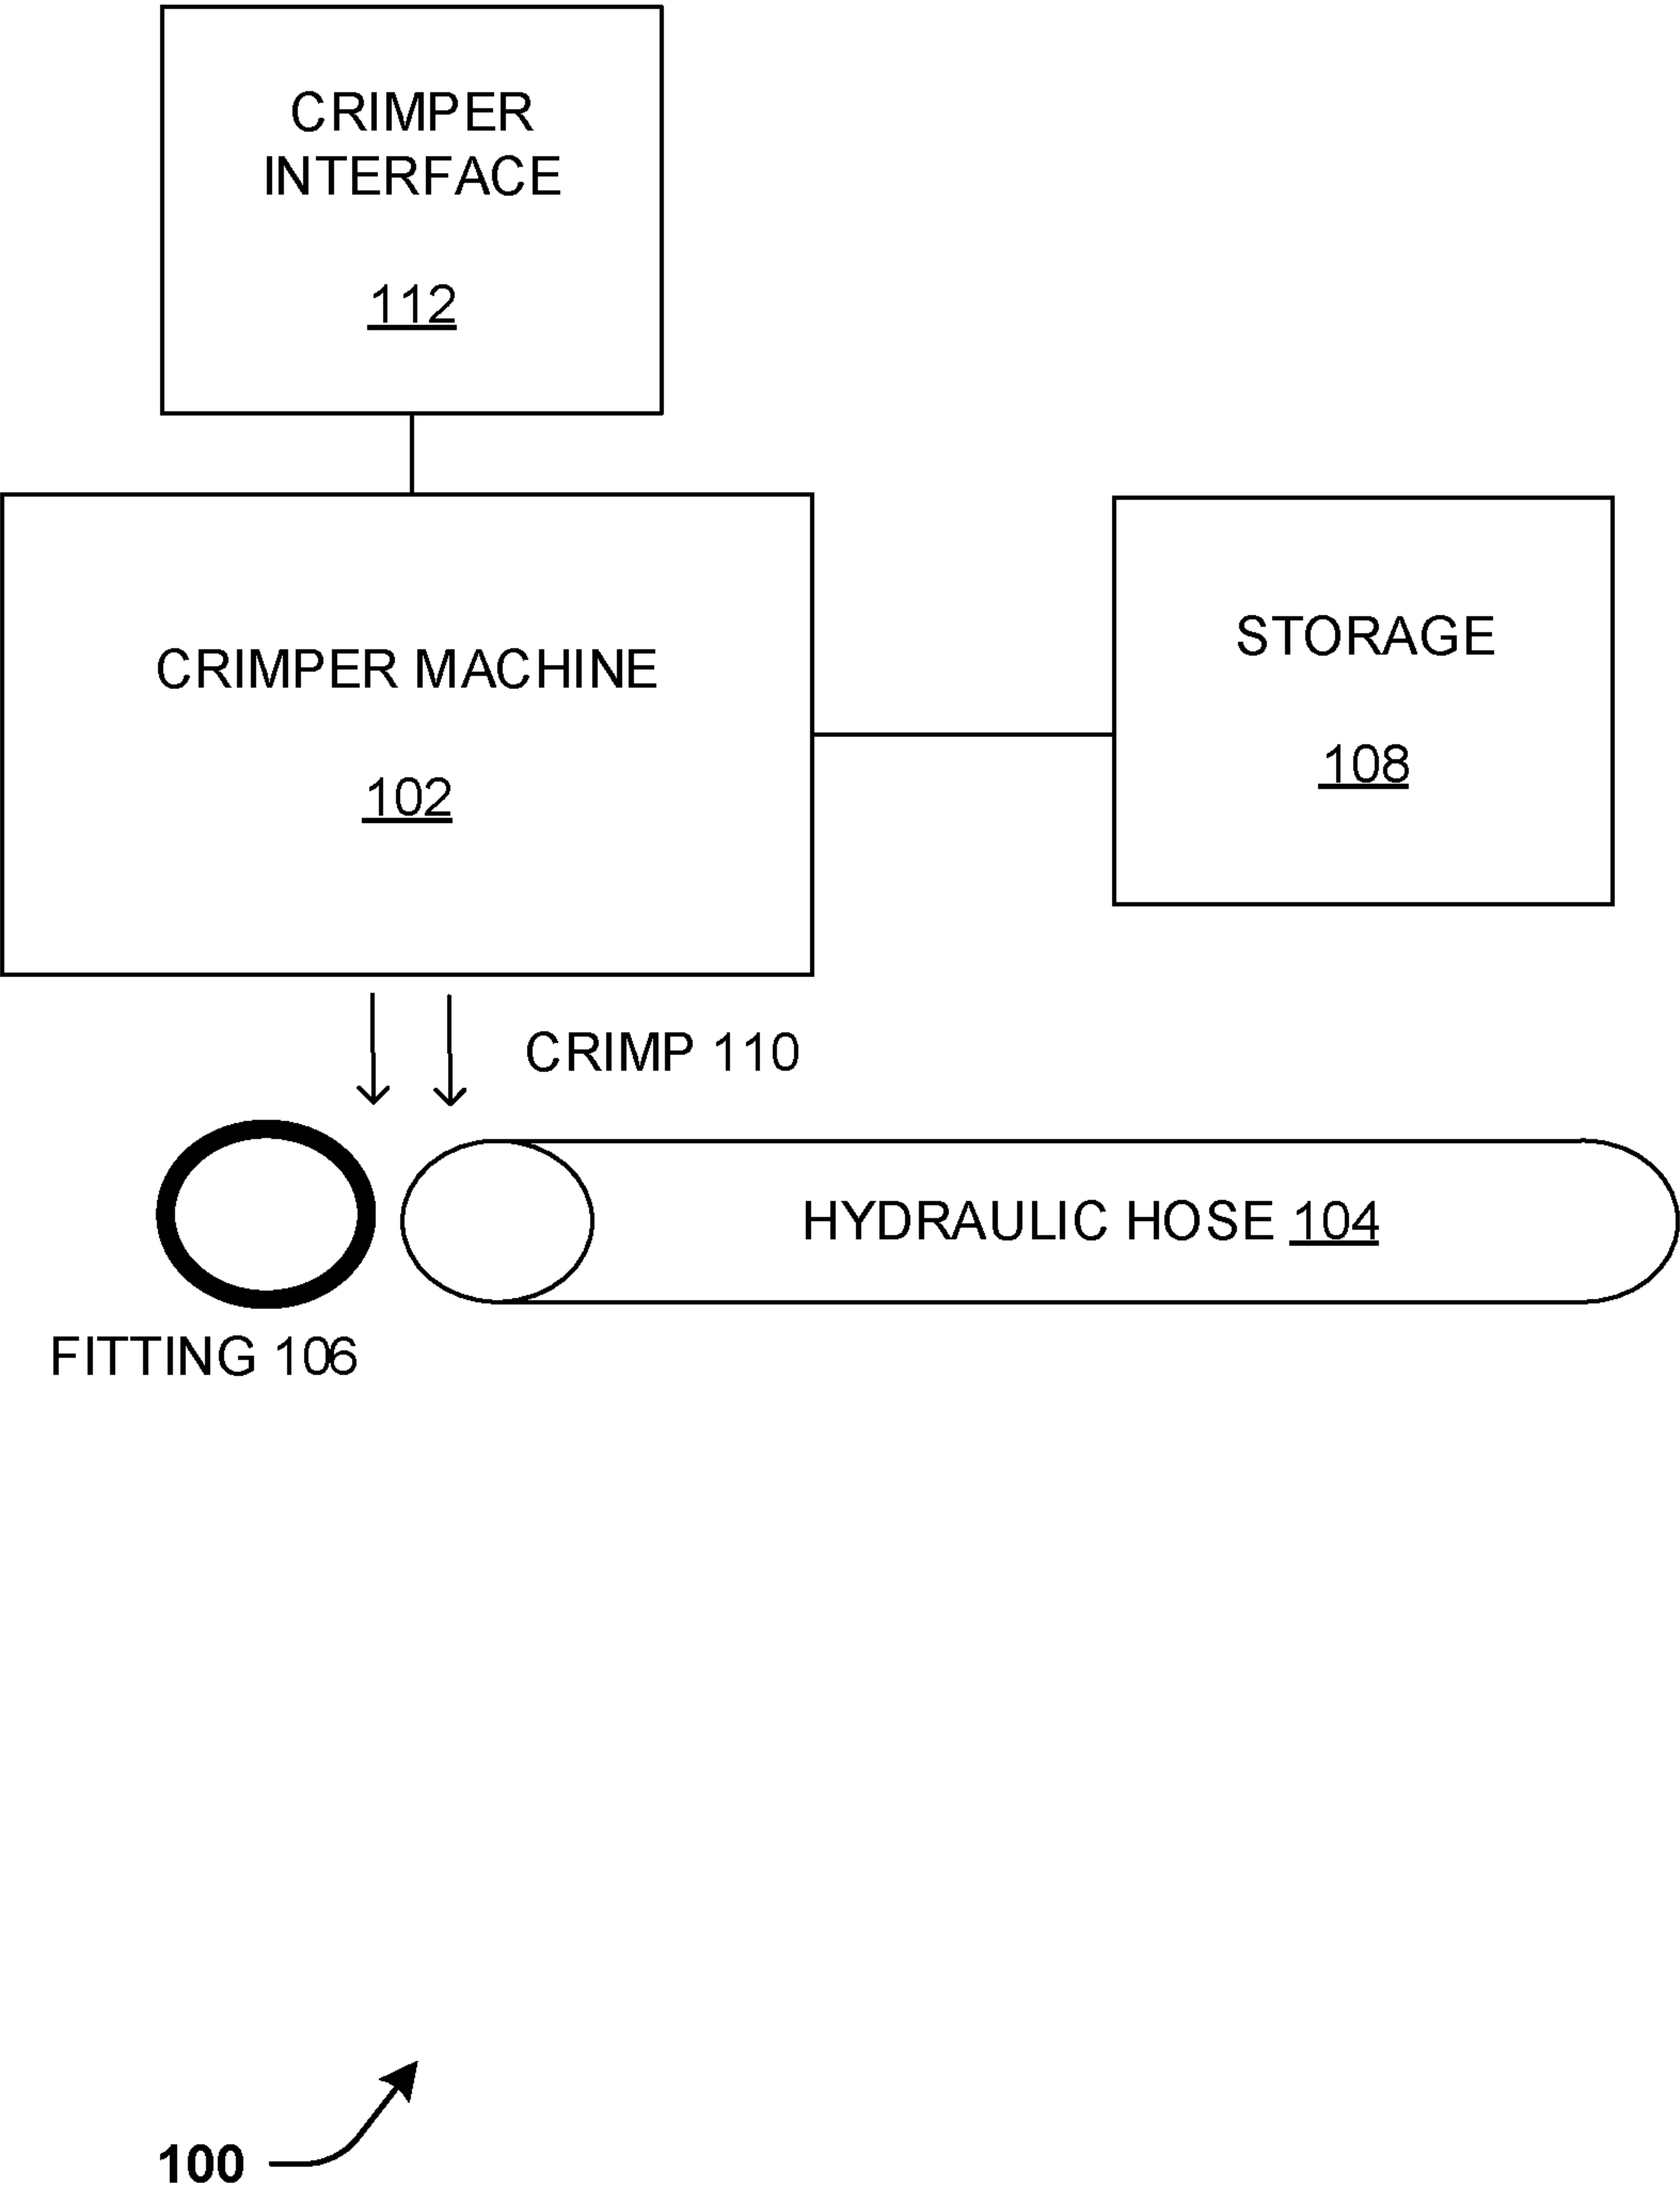 CRIMPER
INTERFACE
112
CRIMPER MACHINE
102
STORAGE
108
CRIMP 110
HYDRAULIC HOSE 104
FITTING 106
100